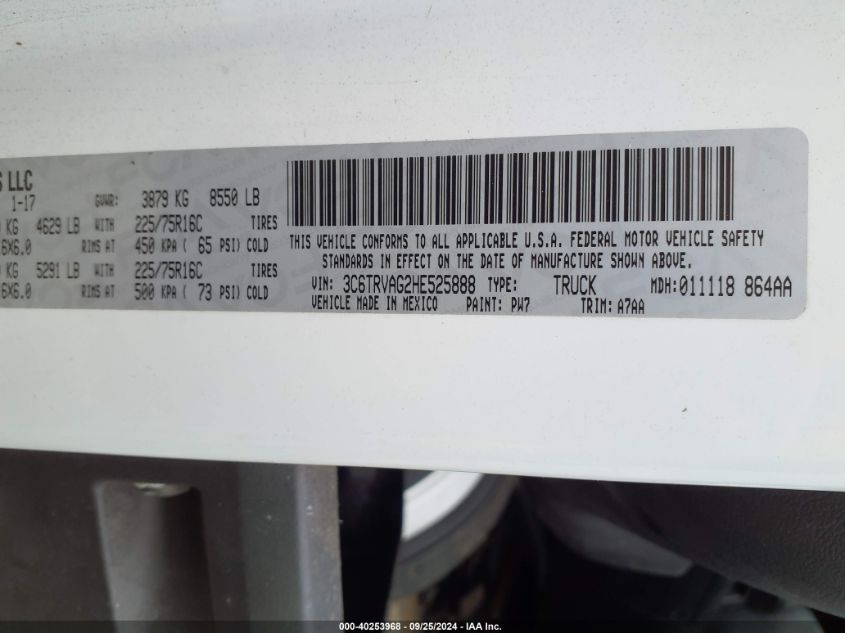 S LLC
1-17 GVWR: 3879 KG 8550 LB
KG 4629 LB WITH 225/75R16C TIRES
6X6.0 RIMS AT 450 KPA ( 65 PSI) COLD
KG 5291 LB WITH 225/75R16C TIRES
6X6.0 RIMS AT 500 KPA ( 73 PSI) COLD
THIS VEHICLE CONFORMS TO ALL APPLICABLE U.S.A. FEDERAL MOTOR VEHICLE SAFETY
STANDARDS IN EFFECT ON THE DATE OF MANUFACTURE SHOWN ABOVE.
VIN: 3C6TRVAG2HE525888 TYPE: TRUCK MDH:011118 864AA
VEHICLE MADE IN MEXICO PAINT: PW7 TRIM: A7AA
000-40253968 - 09/25/2024 - IAA Inc.